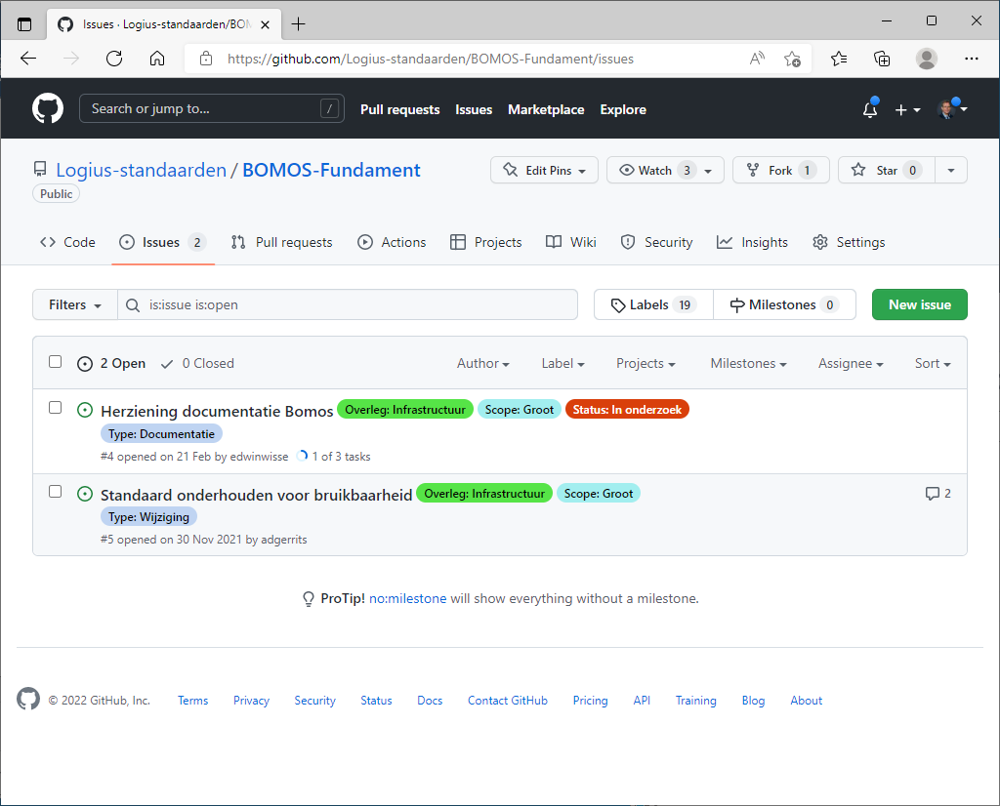 Issues · Logius-standaarden/BOM
https://github.com/Logius-standaarden/BOMOS-Fundament/issues
Search or jump to... / Pull requests Issues Marketplace Explore
Logius-standaarden / BOMOS-Fundament Edit Pins Watch 3 Fork 1 Star 0
Public
Code Issues 2 Pull requests Actions Projects Wiki Security Insights Settings
Filters is:issue is:open Labels 19 Milestones 0 New issue
2 Open 0 Closed Author Label Projects Milestones Assignee Sort
Herziening documentatie Bomos Overleg: Infrastructuur Scope: Groot Status: In onderzoek
Type: Documentatie
#4 opened on 21 Feb by edwinwisse 1 of 3 tasks
Standaard onderhouden voor bruikbaarheid Overleg: Infrastructuur Scope: Groot 2
Type: Wijziging
#5 opened on 30 Nov 2021 by adgerrits
ProTip! no:milestone will show everything without a milestone.
© 2022 GitHub, Inc. Terms Privacy Security Status Docs Contact GitHub Pricing API Training Blog About